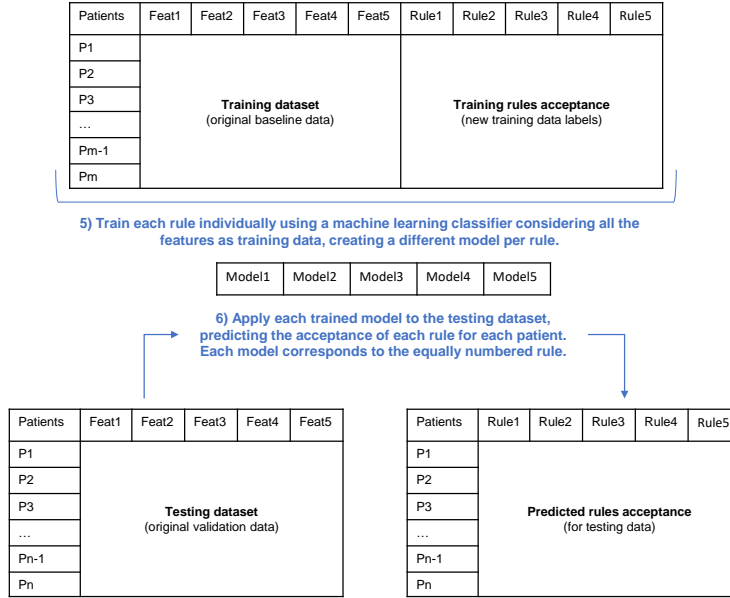 Patients Feat1 Feat2 Feat3 Feat4 Feat5 Rule1 Rule2 Rule3 Rule4 Rule5
P1
P2
P3
...
Pm-1
Pm
Training dataset
(original baseline data)
Training rules acceptance
(new training data labels)
5) Train each rule individually using a machine learning classifier considering all the
features as training data, creating a different model per rule.
Model1 Model2 Model3 Model4 Model5
6) Apply each trained model to the testing dataset,
predicting the acceptance of each rule for each patient.
Each model corresponds to the equally numbered rule.
Patients Feat1 Feat2 Feat3 Feat4 Feat5
P1
P2
P3
...
Pn-1
Pn
Testing dataset
(original validation data)
Patients Rule1 Rule2 Rule3 Rule4 Rule5
P1
P2
P3
...
Pn-1
Pn
Predicted rules acceptance
(for testing data)